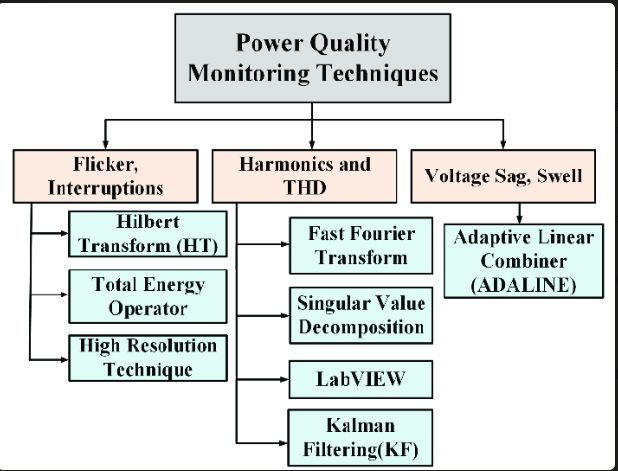 Power Quality
Monitoring Techniques
Flicker,
Interruptions
Hilbert
Transform (HT)
Total Energy
Operator
High Resolution
Technique
Harmonics and
THD
Fast Fourier
Transform
Singular Value
Decomposition
LabVIEW
Kalman
Filtering(KF)
Voltage Sag, Swell
Adaptive Linear
Combiner
(ADALINE)